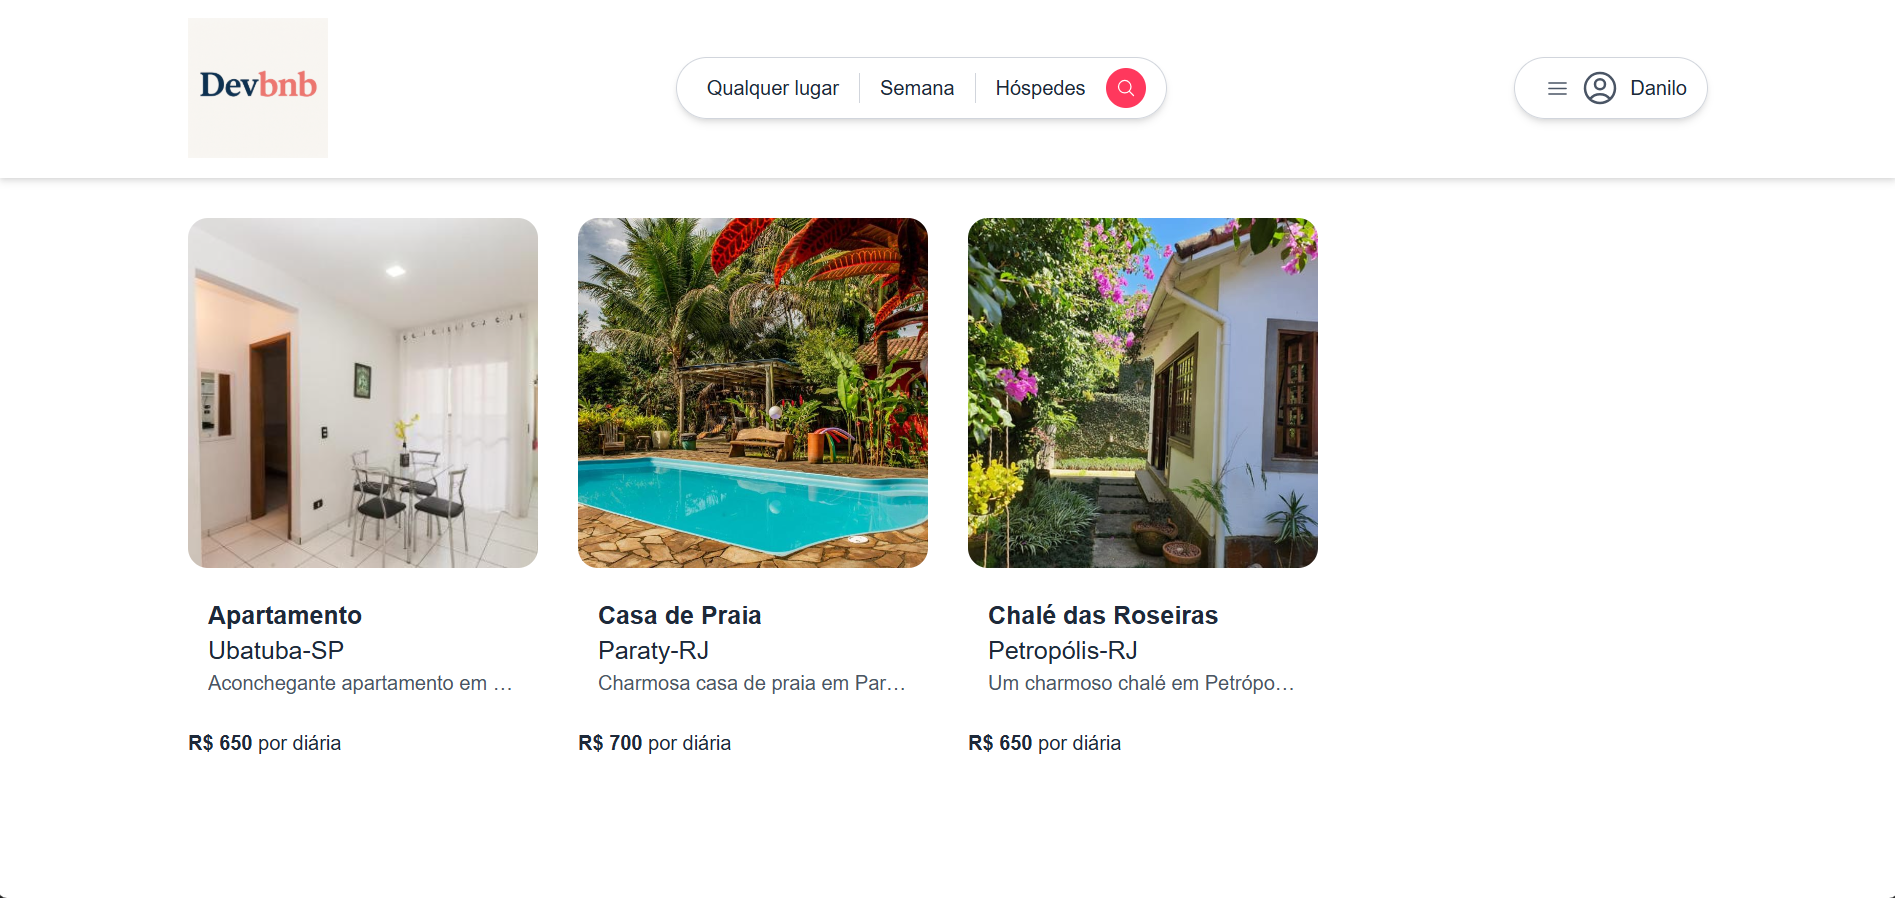 Devbnb
Qualquer lugar
Semana
Hóspedes
Danilo
Apartamento
Ubatuba-SP
Aconchegante apartamento em …
R$ 650 por diária
Casa de Praia
Paraty-RJ
Charmosa casa de praia em Par…
R$ 700 por diária
Chalé das Roseiras
Petropólis-RJ
Um charmoso chalé em Petrópo…
R$ 650 por diária